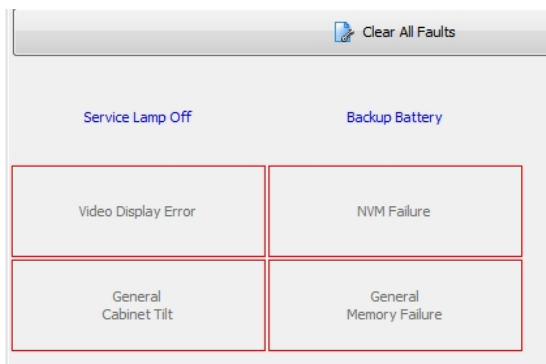 Clear All Faults
Service Lamp Off
Backup Battery
Video Display Error
NVM Failure
General
Cabinet Tilt
General
Memory Failure